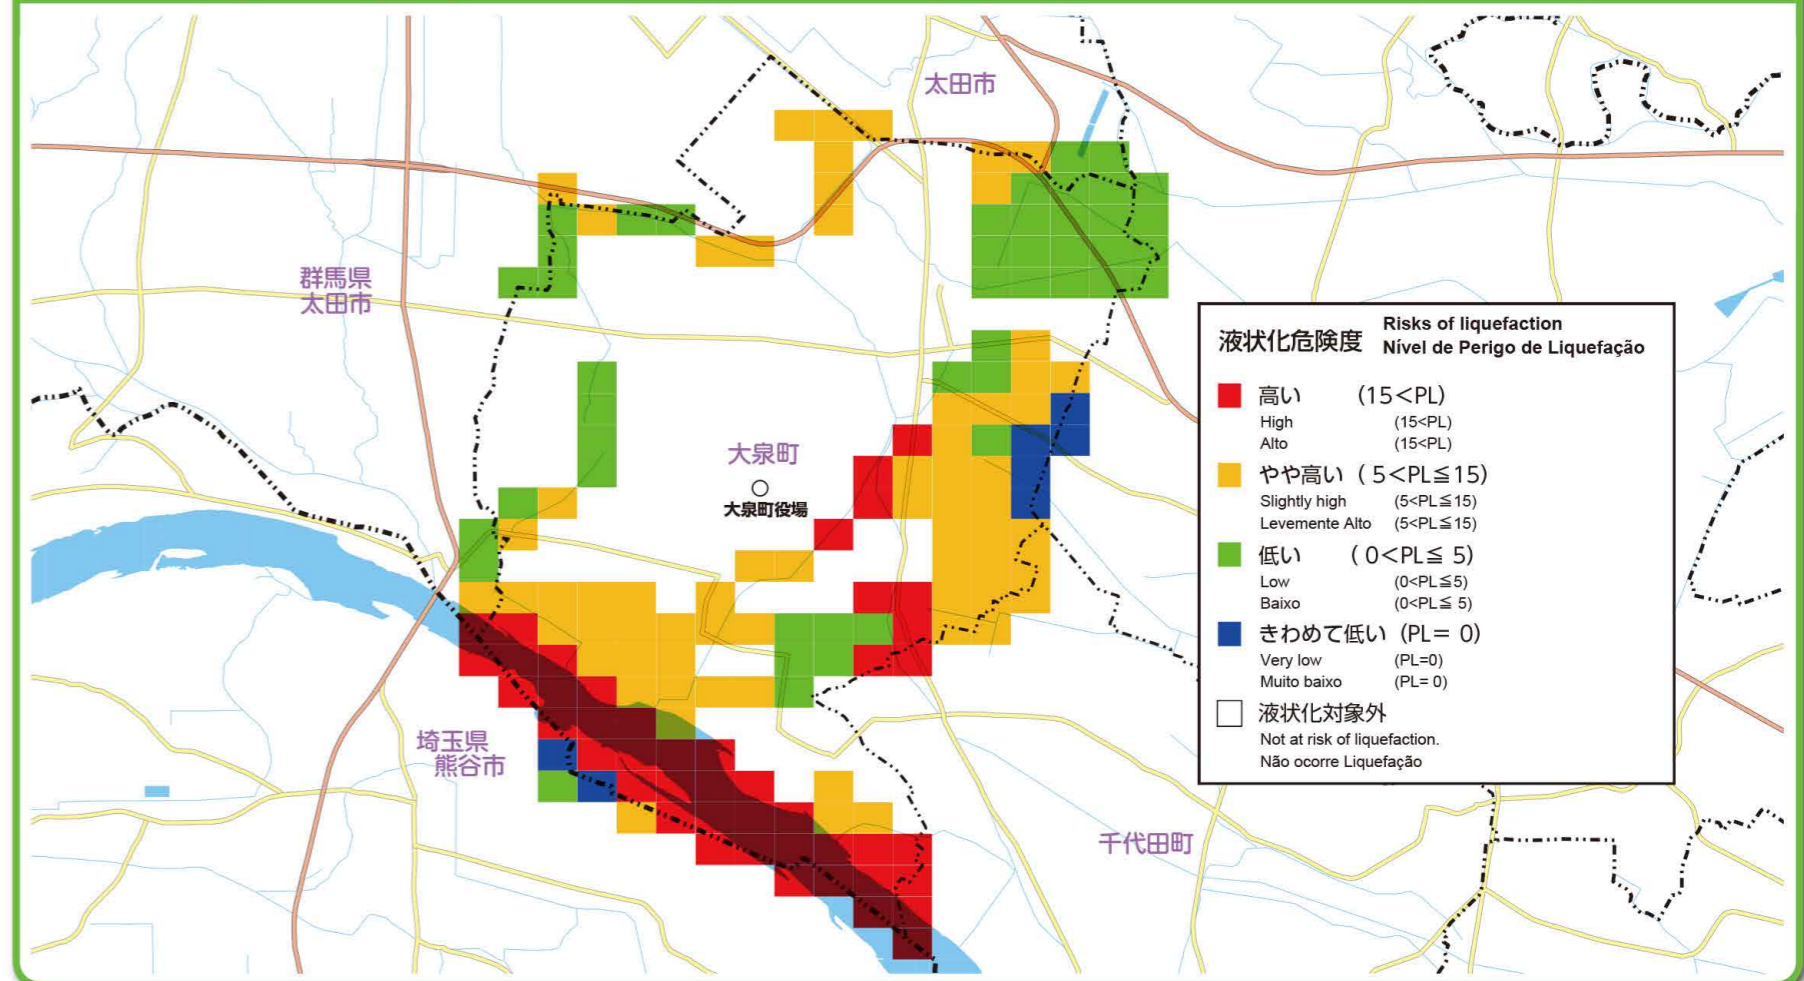 太田市
群馬県
太田市
大泉町
大泉町役場
埼玉県
熊谷市
千代田町
液状化危険度
Risks of liquefaction
Nível de Perigo de Liquefação
高い (15<PL)
High (15<PL)
Alto (15<PL)
やや高い ( 5<PL≦15)
Slightly high (5<PL≦15)
Levemente Alto (5<PL≦15)
低い ( 0<PL≦ 5)
Low (0<PL≦5)
Baixo (0<PL≦ 5)
きわめて低い (PL= 0)
Very low (PL=0)
Muito baixo (PL= 0)
液状化対象外
Not at risk of liquefaction.
Não ocorre Liquefação